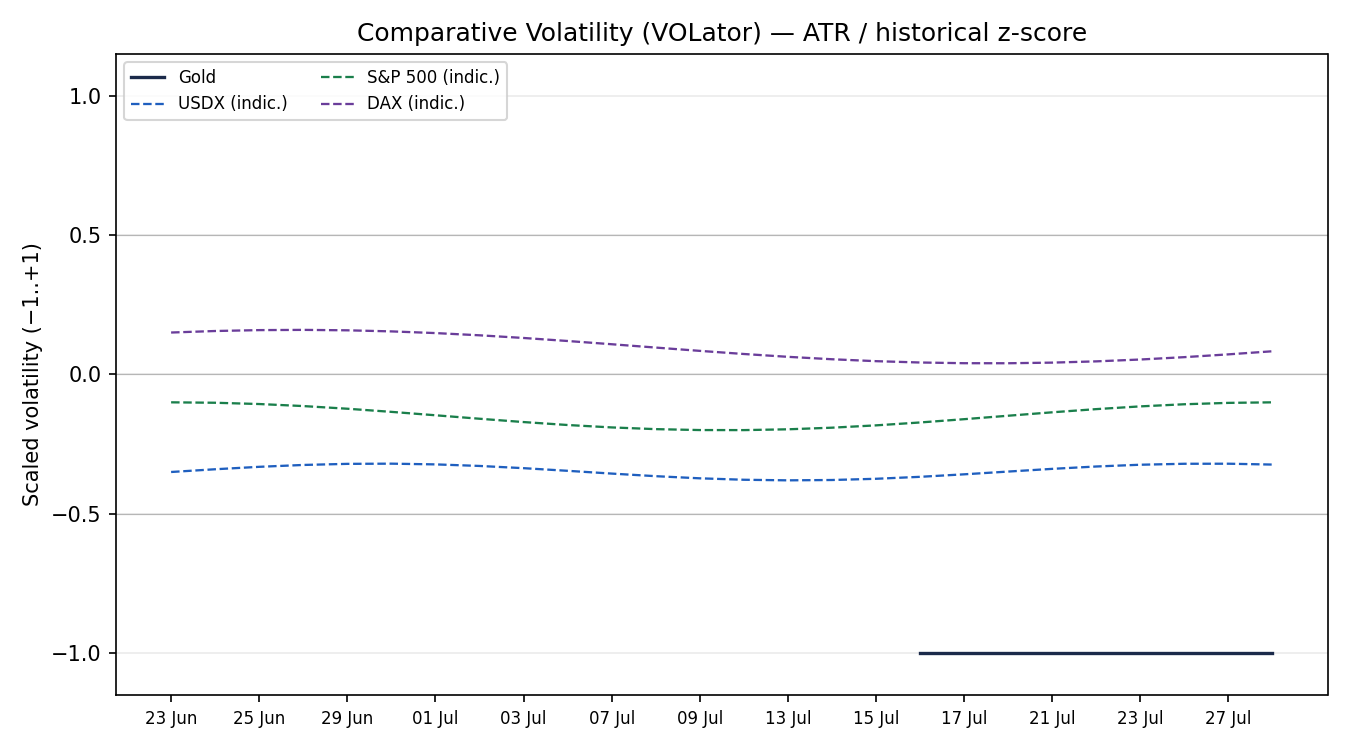 Comparative Volatility (VOLator) — ATR / historical z-score
Gold
USDX (indic.)
S&P 500 (indic.)
DAX (indic.)
Scaled volatility (−1..+1)
1.0
0.5
0.0
−0.5
−1.0
23 Jun 25 Jun 29 Jun 01 Jul 03 Jul 07 Jul 09 Jul 13 Jul 15 Jul 17 Jul 21 Jul 23 Jul 27 Jul